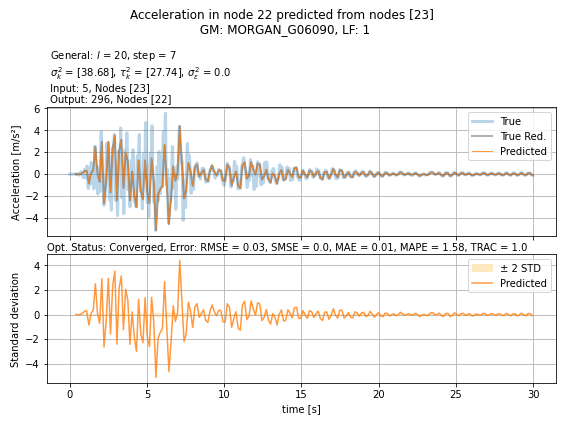 Acceleration in node 22 predicted from nodes [23]
GM: MORGAN_G06090, LF: 1
General: l = 20, step = 7
σ²ₖ = [38.68], τ²ₖ = [27.74], σ²ε = 0.0
Input: 5, Nodes [23]
Output: 296, Nodes [22]
Acceleration [m/s²]
6
4
2
0
−2
−4
True
True Red.
Predicted
Opt. Status: Converged, Error: RMSE = 0.03, SMSE = 0.0, MAE = 0.01, MAPE = 1.58, TRAC = 1.0
Standard deviation
4
2
0
−2
−4
± 2 STD
Predicted
0 5 10 15 20 25 30
time [s]